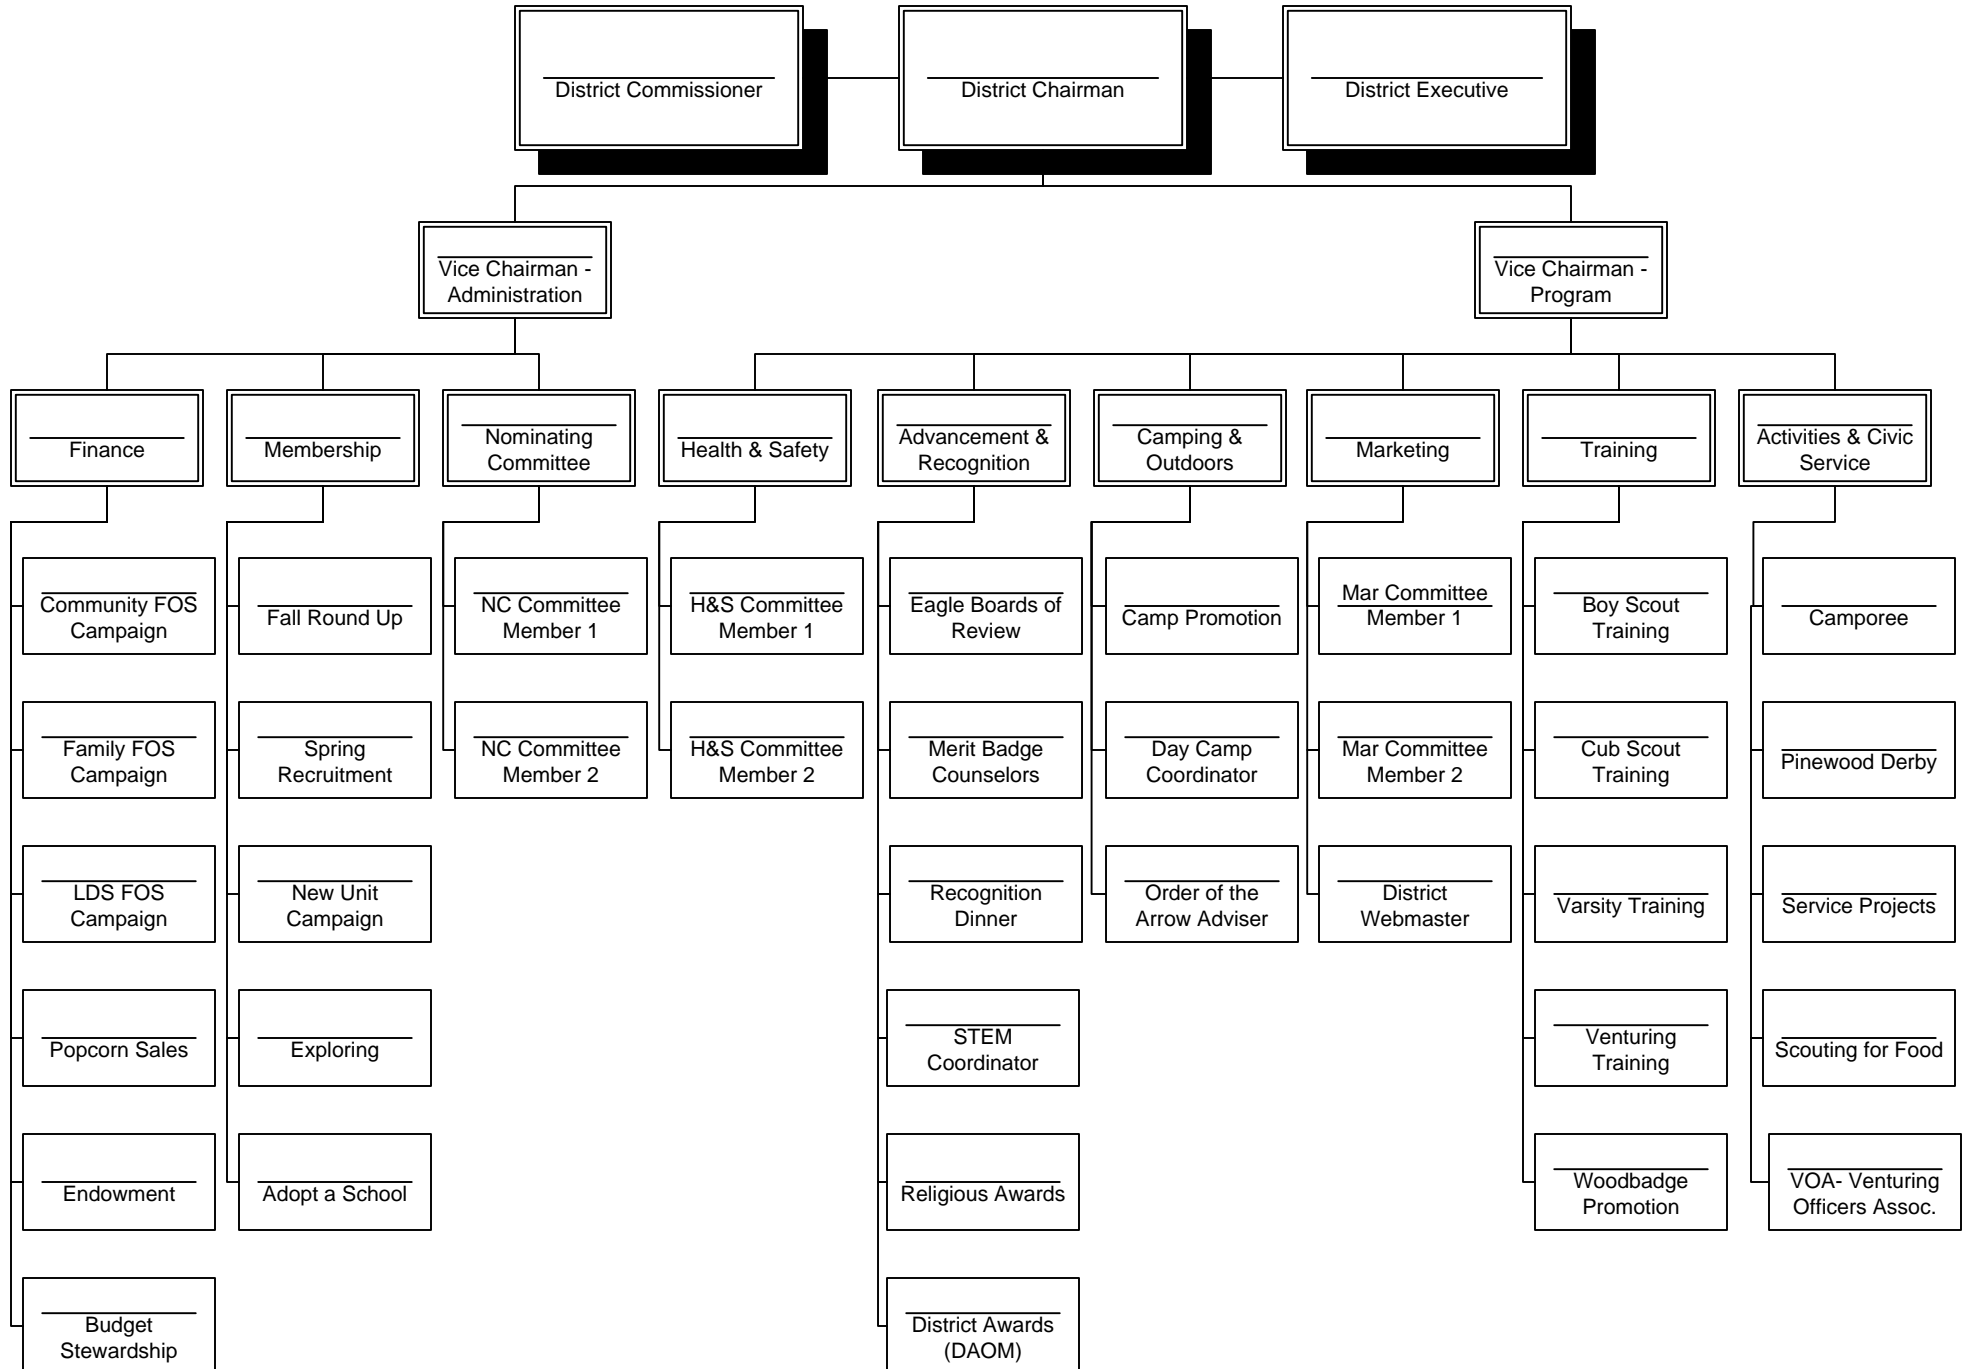 District Commissioner
District Chairman
District Executive
Vice Chairman -
Administration
Vice Chairman -
Program
Finance
Membership
Nominating
Committee
Health & Safety
Advancement &
Recognition
Camping &
Outdoors
Marketing
Training
Activities & Civic
Service
Community FOS
Campaign
Fall Round Up
NC Committee
Member 1
H&S Committee
Member 1
Eagle Boards of
Review
Camp Promotion
Mar Committee
Member 1
Boy Scout
Training
Camporee
Family FOS
Campaign
Spring
Recruitment
NC Committee
Member 2
H&S Committee
Member 2
Merit Badge
Counselors
Day Camp
Coordinator
Mar Committee
Member 2
Cub Scout
Training
Pinewood Derby
LDS FOS
Campaign
New Unit
Campaign
Recognition
Dinner
Order of the
Arrow Adviser
District
Webmaster
Varsity Training
Service Projects
Popcorn Sales
Exploring
STEM
Coordinator
Venturing
Training
Scouting for Food
Endowment
Adopt a School
Religious Awards
Woodbadge
Promotion
VOA- Venturing
Officers Assoc.
Budget
Stewardship
District Awards
(DAOM)